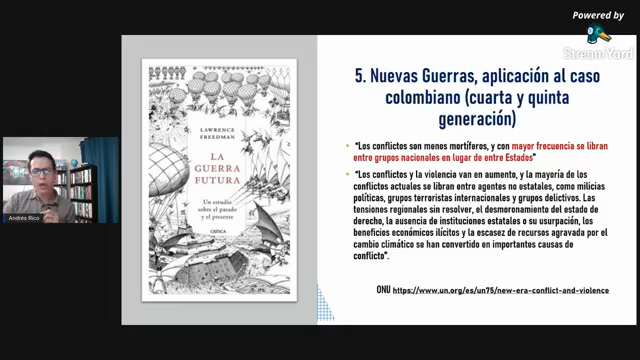 Powered by
StreamYard
5. Nuevas Guerras, aplicación al caso
colombiano (cuarta y quinta
generación)
LAWRENCE
FREEDMAN
LA
GUERRA
FUTURA
Un estudio
sobre el pasado
y el presente
CRÍTICA
• “Los conflictos son menos mortíferos, y con mayor frecuencia se libran
entre grupos nacionales en lugar de entre Estados”
• “Los conflictos y la violencia van en aumento, y la mayoría de los
conflictos actuales se libran entre agentes no estatales, como milicias
políticas, grupos terroristas internacionales y grupos delictivos. Las
tensiones regionales sin resolver, el desmoronamiento del estado de
derecho, la ausencia de instituciones estatales o su usurpación, los
beneficios económicos ilícitos y la escasez de recursos agravada por el
cambio climático se han convertido en importantes causas de
conflicto”.
ONU https://www.un.org/es/un75/new-era-conflict-and-violence
Andrés Rico